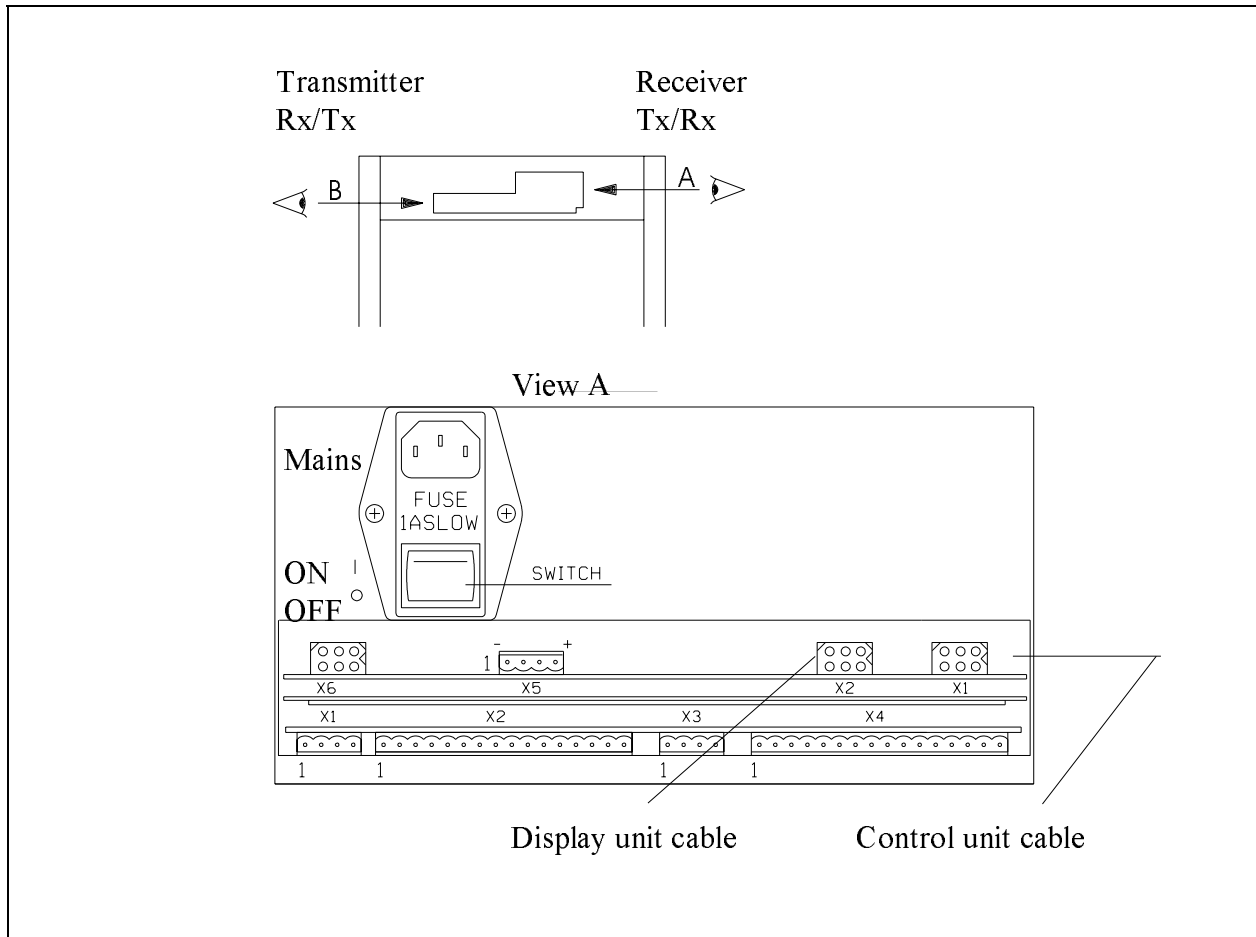 Transmitter
Rx/Tx
Receiver
Tx/Rx
B
A
View A
Mains
FUSE
1ASLOW
ON I
OFF O
SWITCH
- +
1
X6 X5 X2 X1
X1 X2 X3 X4
1 1 1 1
Display unit cable
Control unit cable